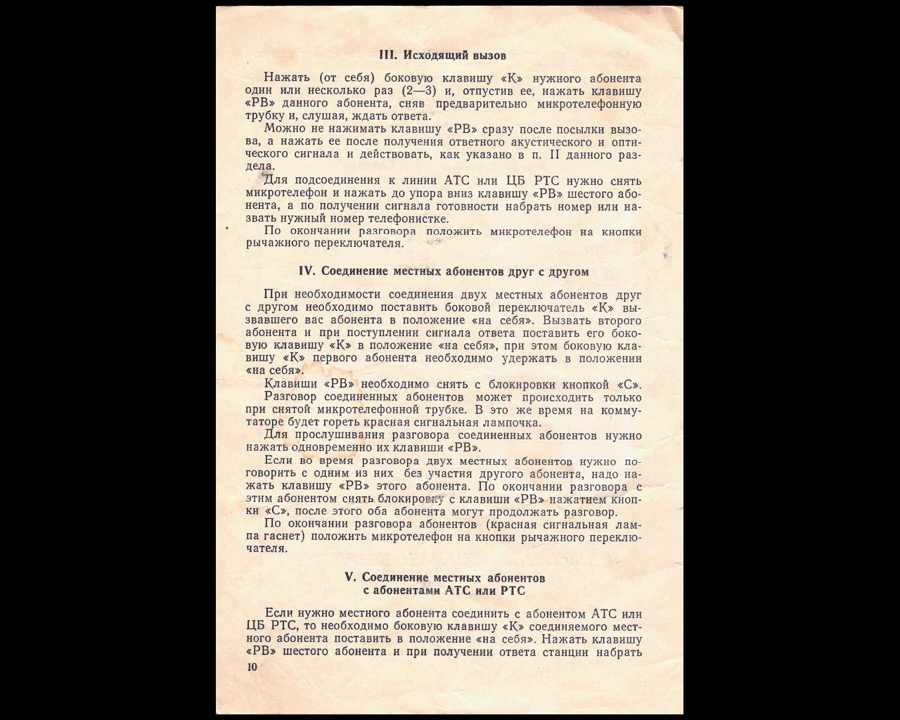 III. Исходящий вызов
Нажать (от себя) боковую клавишу «К» нужного абонента
один или несколько раз (2—3) и, отпустив ее, нажать клавишу
«РВ» данного абонента, сняв предварительно микротелефонную
трубку и, слушая, ждать ответа.
Можно не нажимать клавишу «РВ» сразу после посылки вызо-
ва, а нажать ее после получения ответного акустического и опти-
ческого сигнала и действовать, как указано в п. II данного раз-
дела.
Для подсоединения к линии АТС или ЦБ РТС нужно снять
микротелефон и нажать до упора вниз клавишу «РВ» шестого або-
нента, а по получении сигнала готовности набрать номер или на-
звать нужный номер телефонистке.
По окончании разговора положить микротелефон на кнопки
рычажного переключателя.
IV. Соединение местных абонентов друг с другом
При необходимости соединения двух местных абонентов друг
с другом необходимо поставить боковой переключатель «К» вы-
звавшего вас абонента в положение «на себя». Вызвать второго
абонента и при поступлении сигнала ответа поставить его боко-
вую клавишу «К» в положение «на себя», при этом боковую кла-
вишу «К» первого абонента необходимо удержать в положении
«на себя».
Клавиши «РВ» необходимо снять с блокировки кнопкой «С».
Разговор соединенных абонентов может происходить только
при снятой микротелефонной трубке. В это же время на комму-
таторе будет гореть красная сигнальная лампочка.
Для прослушивания разговора соединенных абонентов нужно
нажать одновременно их клавиши «РВ».
Если во время разговора двух местных абонентов нужно по-
говорить с одним из них без участия другого абонента, надо на-
жать клавишу «РВ» этого абонента. По окончании разговора с
этим абонентом снять блокировку с клавиши «РВ» нажатием кноп-
ки «С», после этого оба абонента могут продолжать разговор.
По окончании разговора абонентов (красная сигнальная лам-
па гаснет) положить микротелефон на кнопки рычажного переклю-
чателя.
V. Соединение местных абонентов
с абонентами АТС или РТС
Если нужно местного абонента соединить с абонентом АТС или
ЦБ РТС, то необходимо боковую клавишу «К» соединяемого мест-
ного абонента поставить в положение «на себя». Нажать клавишу
«РВ» шестого абонента и при получении ответа станции набрать
10